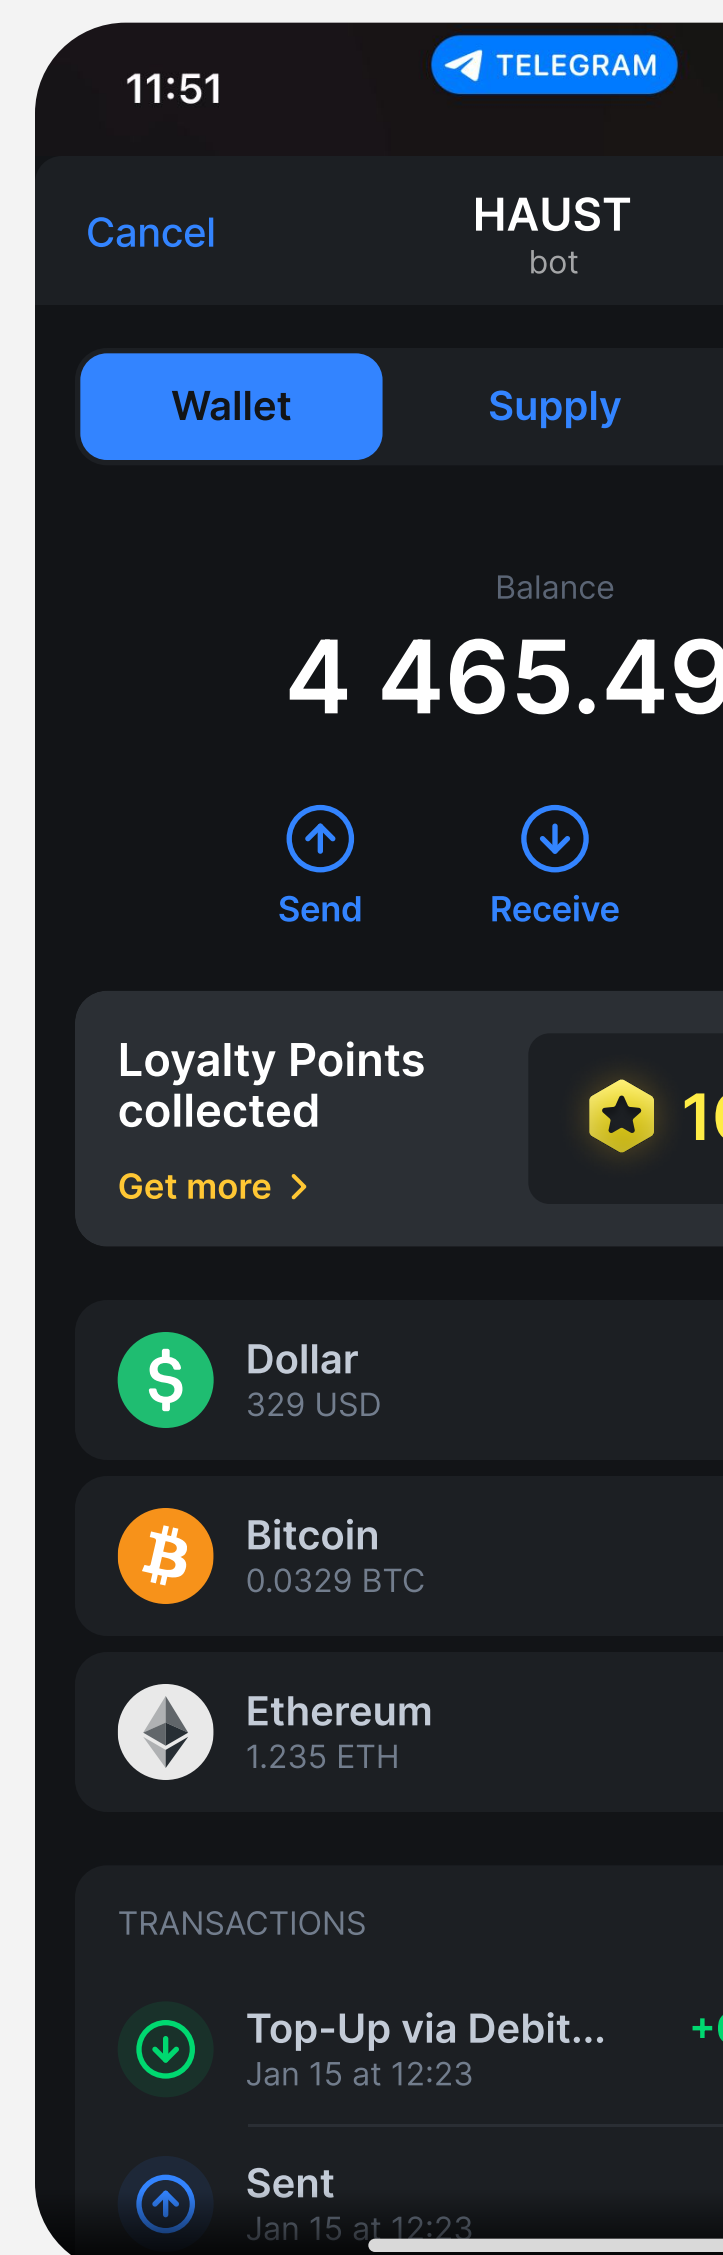 11:51
TELEGRAM
Cancel
HAUST
bot
Wallet
Supply
Balance
4 465.49
Send
Receive
Loyalty Points
collected
Get more
Dollar
329 USD
Bitcoin
0.0329 BTC
Ethereum
1.235 ETH
TRANSACTIONS
Top-Up via Debit...
Jan 15 at 12:23
Sent
Jan 15 at 12:23